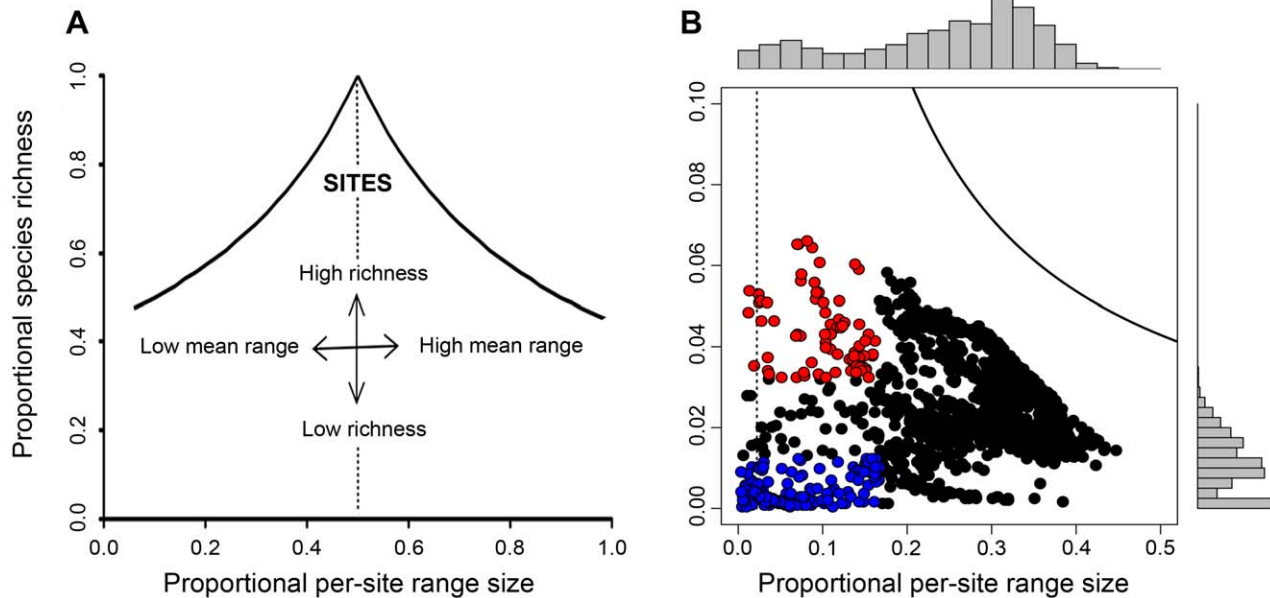 A
Proportional species richness
1.0
0.8
0.6
0.4
0.2
0.0
SITES
High richness
Low mean range
High mean range
Low richness
0.0 0.2 0.4 0.6 0.8 1.0
Proportional per-site range size
B
0.10
0.08
0.06
0.04
0.02
0.00
0.0 0.1 0.2 0.3 0.4 0.5
Proportional per-site range size